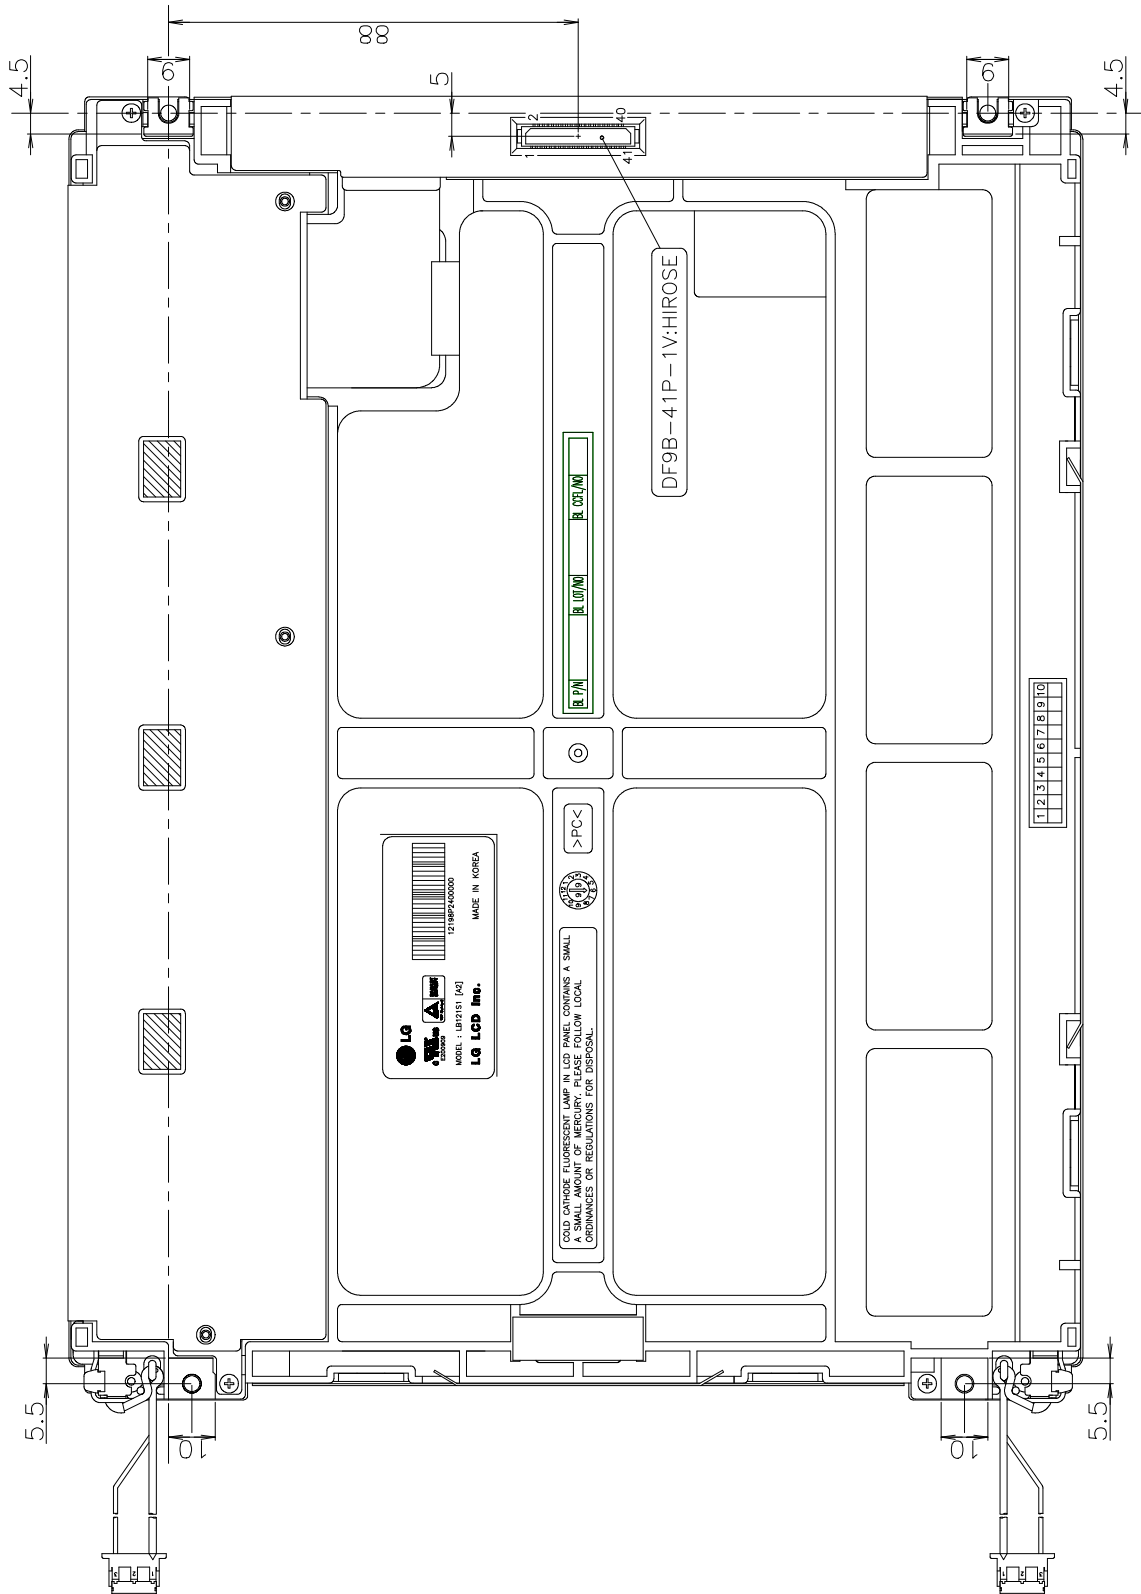 88
4.5
6
5
6
4.5
2
40
1
41
DF9B-41P-1V:HIROSE
BL P/N
BL LOT/NO
BL CCFL/NO
1 2 3 4 5 6 7 8 9 10
>PC<
LG
E200909
MODEL : LB121S1 [A2]
LG LCD Inc.
12198P2400000
MADE IN KOREA
COLD CATHODE FLUORESCENT LAMP IN LCD PANEL CONTAINS A SMALL
A SMALL AMOUNT OF MERCURY. PLEASE FOLLOW LOCAL
ORDINANCES OR REGULATIONS FOR DISPOSAL.
5.5
10
10
5.5